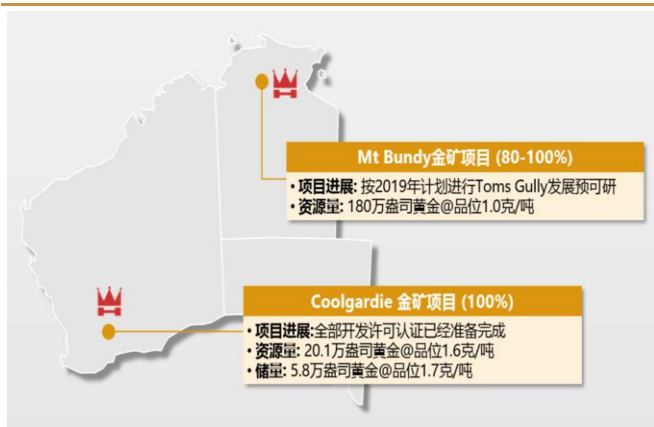 Mt Bundy金矿项目 (80-100%)
• 项目进展: 按2019年计划进行Toms Gully发展预可研
• 资源量: 180万盎司黄金@品位1.0克/吨
Coolgardie 金矿项目 (100%)
• 项目进展:全部开发许可认证已经准备完成
• 资源量: 20.1万盎司黄金@品位1.6克/吨
• 储量: 5.8万盎司黄金@品位1.7克/吨